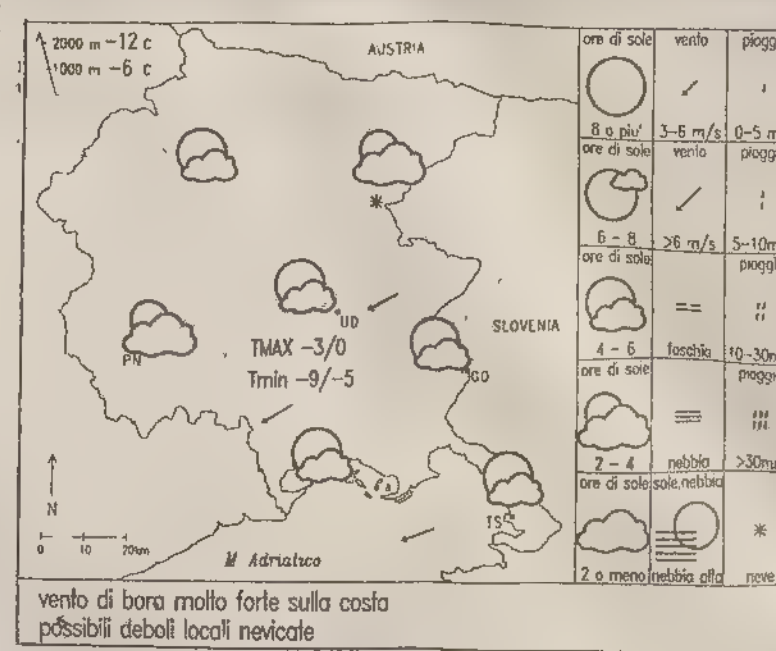 2000 m -12 c
1000 m -6 c
AUSTRIA
UD
SLOVENIA
PN
TMAX -3/0
Tmin -9/-5
GO
N
0 10 20km
TS
M Adriatico
ore di sole vento
8 o piu' 3-6 m/s 0-5
ore di sole vento
6 - 8 >6 m/s
ore di sole
4 - 6 foschia
ore di sole
2 - 4 nebbia
ore di sole sole,nebbia
2 o meno nebbia alta neve
vento di bora molto forte sulla costa
possibili deboli locali nevicate